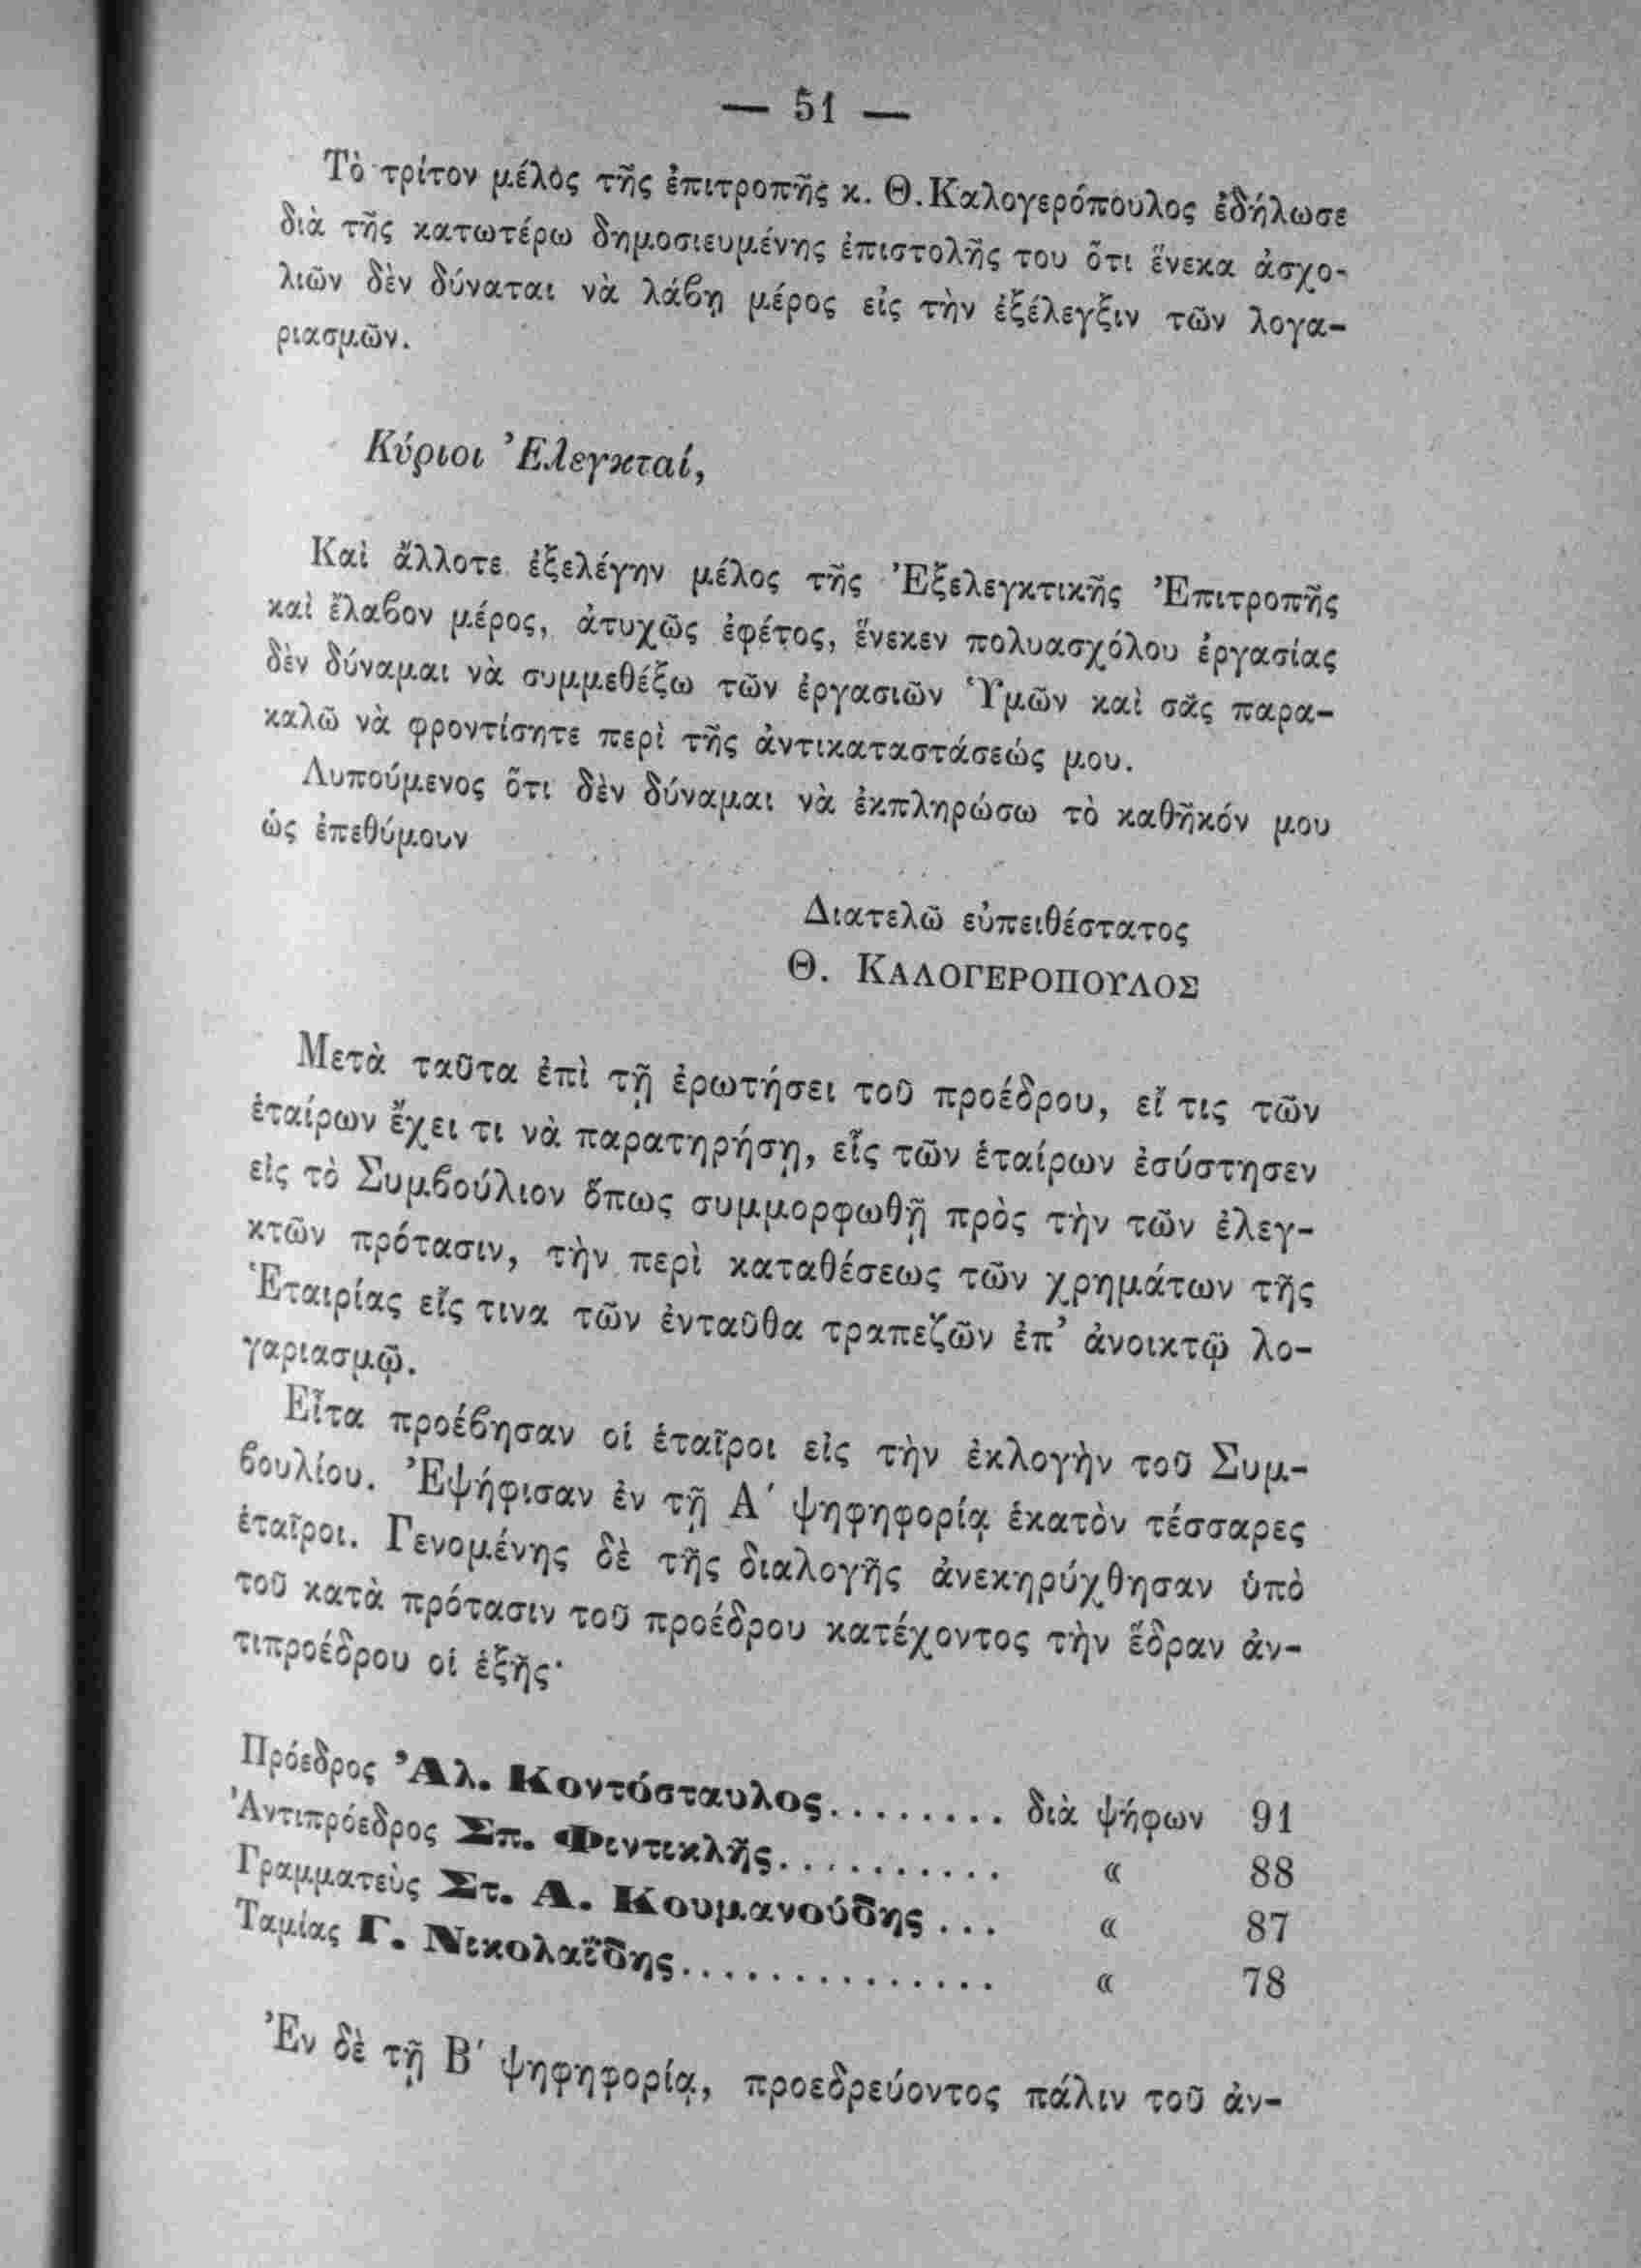 — 51 —
Τὸ τρίτον μέλος τῆς ἐπιτροπῆς κ. Θ. Καλογερόπουλος ἐδήλωσε
διὰ τῆς κατωτέρω δημοσιευμένης ἐπιστολῆς του ὅτι ἕνεκα ἀσχο-
λιῶν δὲν δύναται νὰ λάβῃ μέρος εἰς τὴν ἐξέλεγξιν τῶν λογα-
ριασμῶν.
Κύριοι Ἐλεγκταί,
Καὶ ἄλλοτε ἐξελέγην μέλος τῆς Ἐξελεγκτικῆς Ἐπιτροπῆς
καὶ ἔλαβον μέρος, ἀτυχῶς ἐφέτος, ἕνεκεν πολυασχόλου ἐργασίας
δὲν δύναμαι νὰ συμμεθέξω τῶν ἐργασιῶν Ὑμῶν καὶ σᾶς παρα-
καλῶ νὰ φροντίσητε περὶ τῆς ἀντικαταστάσεώς μου.
Λυπούμενος ὅτι δὲν δύναμαι νὰ ἐκπληρώσω τὸ καθῆκόν μου
ὡς ἐπεθύμουν
Διατελῶ εὐπειθέστατος
Θ. ΚΑΛΟΓΕΡΟΠΟΥΛΟΣ
Μετὰ ταῦτα ἐπὶ τῇ ἐρωτήσει τοῦ προέδρου, εἴ τις τῶν
ἑταίρων ἔχει τι νὰ παρατηρήσῃ, εἷς τῶν ἑταίρων ἐσύστησεν
εἰς τὸ Συμβούλιον ὅπως συμμορφωθῇ πρὸς τὴν τῶν ἐλεγ-
κτῶν πρότασιν, τὴν περὶ καταθέσεως τῶν χρημάτων τῆς
Ἑταιρίας εἴς τινα τῶν ἐνταῦθα τραπεζῶν ἐπ’ ἀνοικτῷ λο-
γαριασμῷ.
Εἶτα προέβησαν οἱ ἑταῖροι εἰς τὴν ἐκλογὴν τοῦ Συμ-
βουλίου. Ἐψήφισαν ἐν τῇ Α΄ ψηφηφορίᾳ ἑκατὸν τέσσαρες
ἑταῖροι. Γενομένης δὲ τῆς διαλογῆς ἀνεκηρύχθησαν ὑπὸ
τοῦ κατὰ πρότασιν τοῦ προέδρου κατέχοντος τὴν ἕδραν ἀν-
τιπροέδρου οἱ ἑξῆς·
Πρόεδρος Ἀλ. Κοντόσταυλος........ διὰ ψήφων 91
Ἀντιπρόεδρος Σπ. Φιντικλῆς.......... « 88
Γραμματεὺς Στ. Α. Κουμανούδης ... « 87
Ταμίας Γ. Νικολαΐδης.............. « 78
Ἐν δὲ τῇ Β΄ ψηφηφορίᾳ, προεδρεύοντος πάλιν τοῦ ἀν-